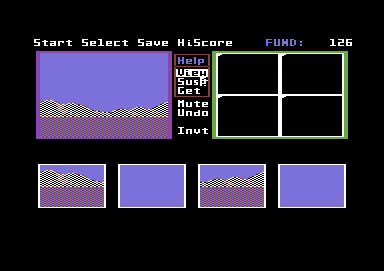 Start Select Save HiScore FUND: 126
Help
View
Susp
Get
Mute
Undo
Invt